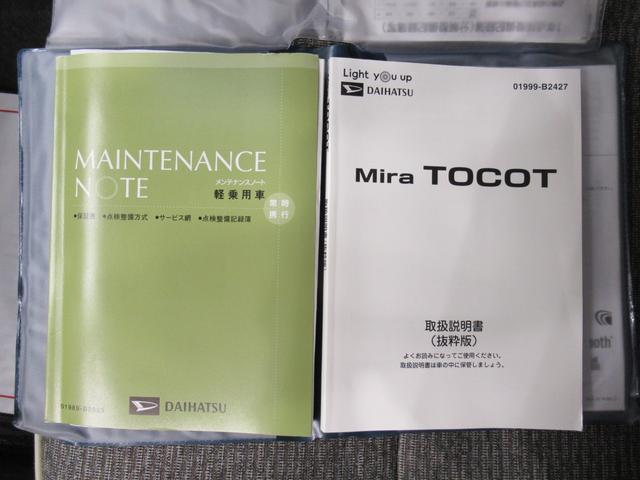 MAINTENANCE
NOTE
メンテナンスノート
軽乗用車
常時
携行
●保証書 ●点検整備方式 ●サービス網 ●点検整備記録簿
DAIHATSU
Light you up
DAIHATSU
01999-B2427
Mira TOCOT
取扱説明書
（抜粋版）
よくお読みになってご使用ください。
取扱説明書は車の中に保管しましょう。